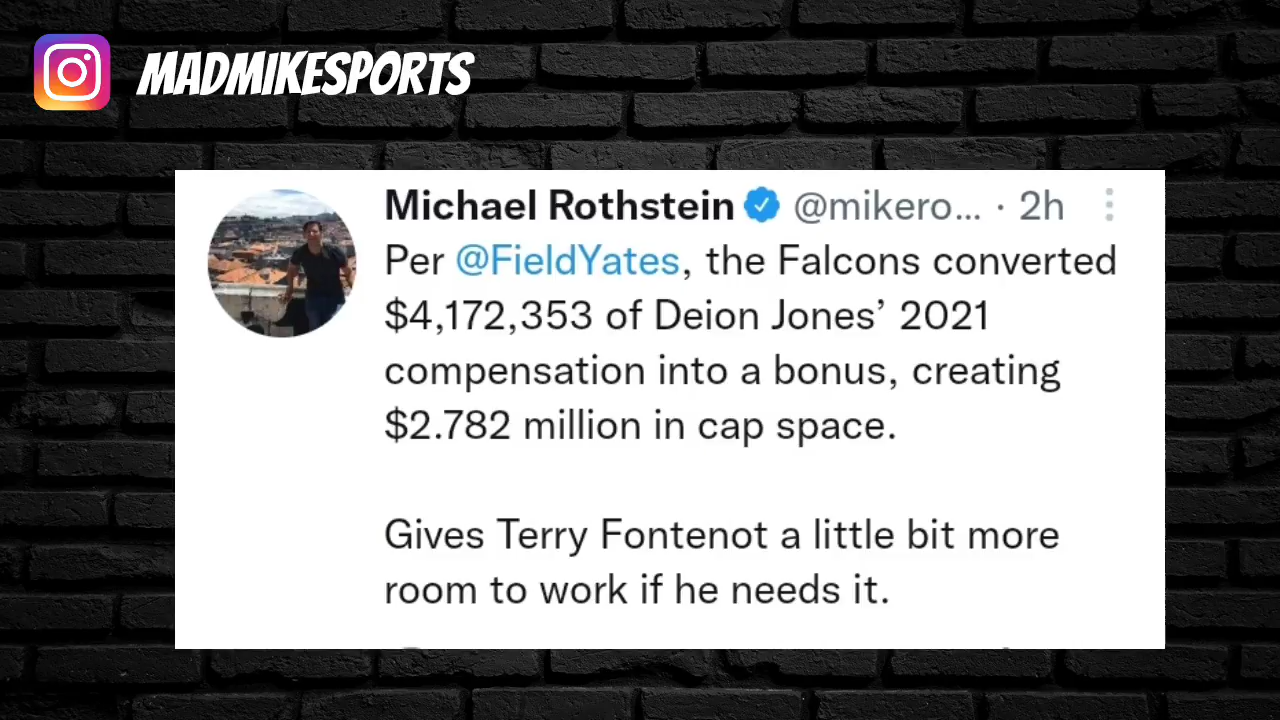 MADMIKESPORTS
Michael Rothstein @mikero... · 2h
Per @FieldYates, the Falcons converted
$4,172,353 of Deion Jones’ 2021
compensation into a bonus, creating
$2.782 million in cap space.
Gives Terry Fontenot a little bit more
room to work if he needs it.